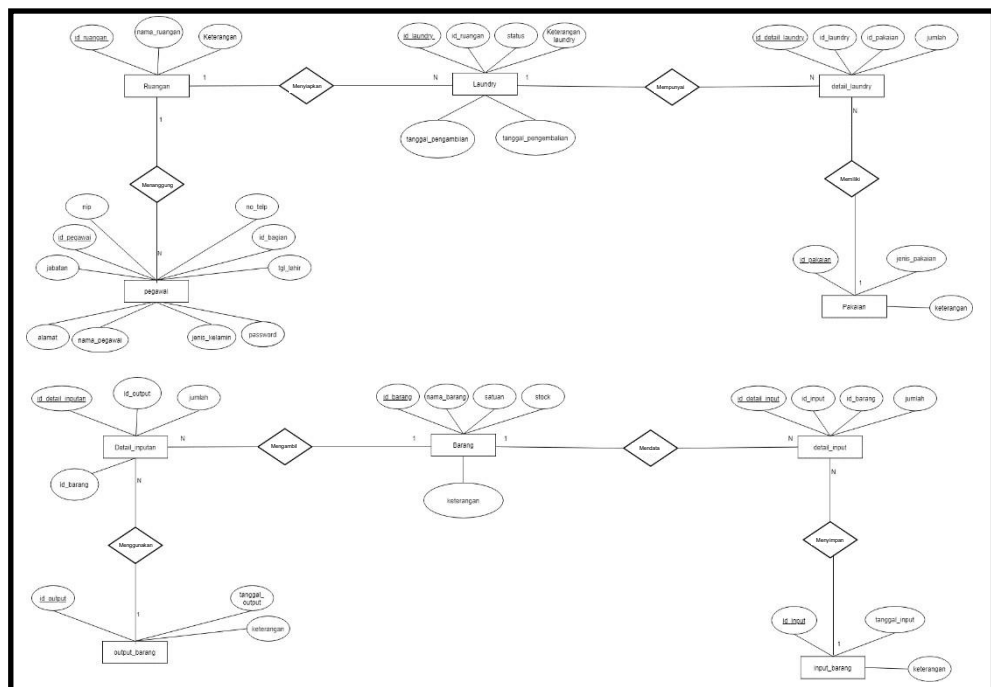 id_ruangan
nama_ruangan
Keterangan
Ruangan
1
Menyiapkan
N
id_laundry
id_ruangan
status
Keterangan
laundry
Laundry
tanggal_pengambilan
tanggal_pengambalian
1
Mempunyai
N
id_detail_laundry
id_laundry
id_pakaian
jumlah
detail_laundry
N
Memiliki
1
id_pakaian
jenis_pakaian
Pakaian
keterangan
1
Menanggung
N
nip
no_telp
id_pegawai
id_bagian
jabatan
tgl_lahir
pegawai
alamat
nama_pegawai
jenis_kelamin
password
id_detail_inputan
id_output
jumlah
Detail_inputan
id_barang
N
Mengambil
1
id_barang
nama_barang
satuan
stock
Barang
keterangan
1
Mendata
N
id_detail_input
id_input
id_barang
jumlah
detail_input
N
Menggunakan
1
id_output
tanggal_
output
keterangan
output_barang
N
Menyimpan
1
id_input
tanggal_input
input_barang
keterangan